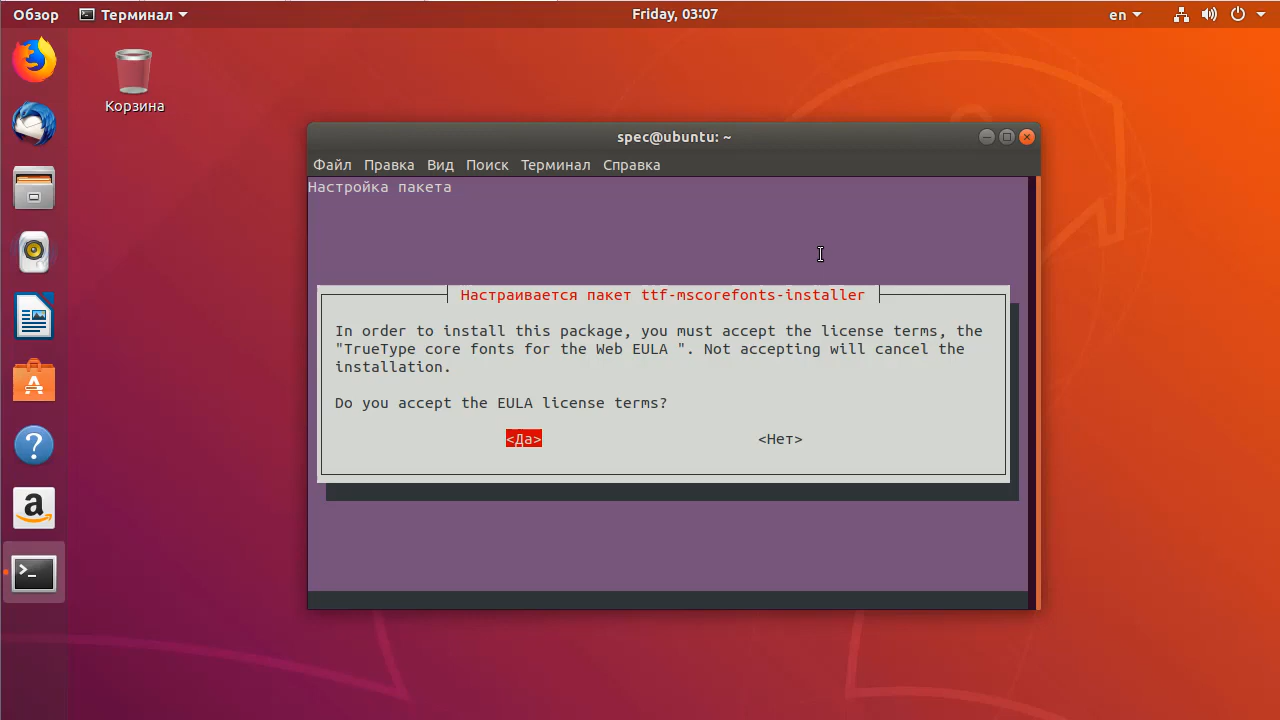 Обзор Терминал Friday, 03:07 en
Корзина
spec@ubuntu: ~
Файл Правка Вид Поиск Терминал Справка
Настройка пакета
Настраивается пакет ttf-mscorefonts-installer
In order to install this package, you must accept the license terms, the
"TrueType core fonts for the Web EULA ". Not accepting will cancel the
installation.
Do you accept the EULA license terms?
<Да> <Нет>